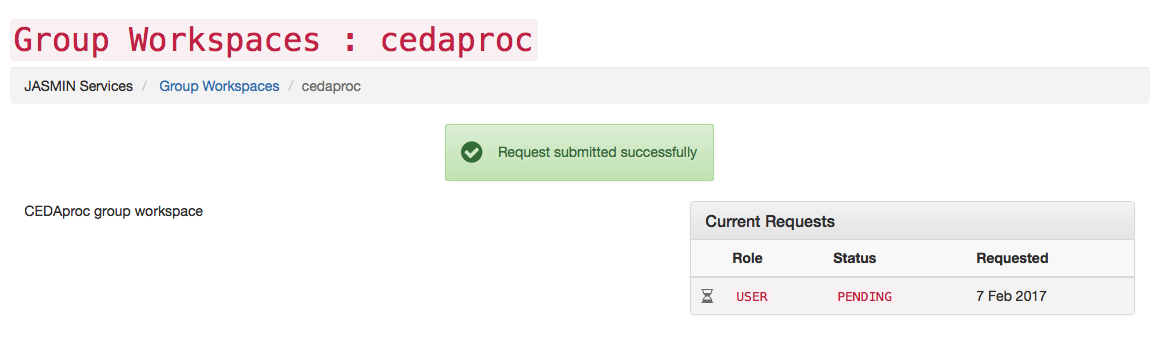 Group Workspaces : cedaproc
JASMIN Services / Group Workspaces / cedaproc
Request submitted successfully
CEDAproc group workspace
Current Requests
Role Status Requested
USER PENDING 7 Feb 2017